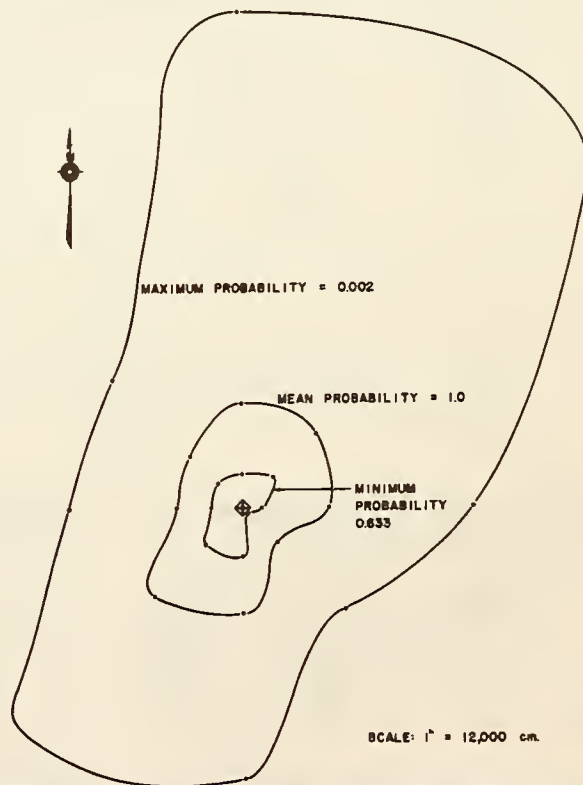 MAXIMUM PROBABILITY = 0.002
MEAN PROBABILITY = 1.0
MINIMUM
PROBABILITY
0.633
SCALE: 1" = 12,000 cm.